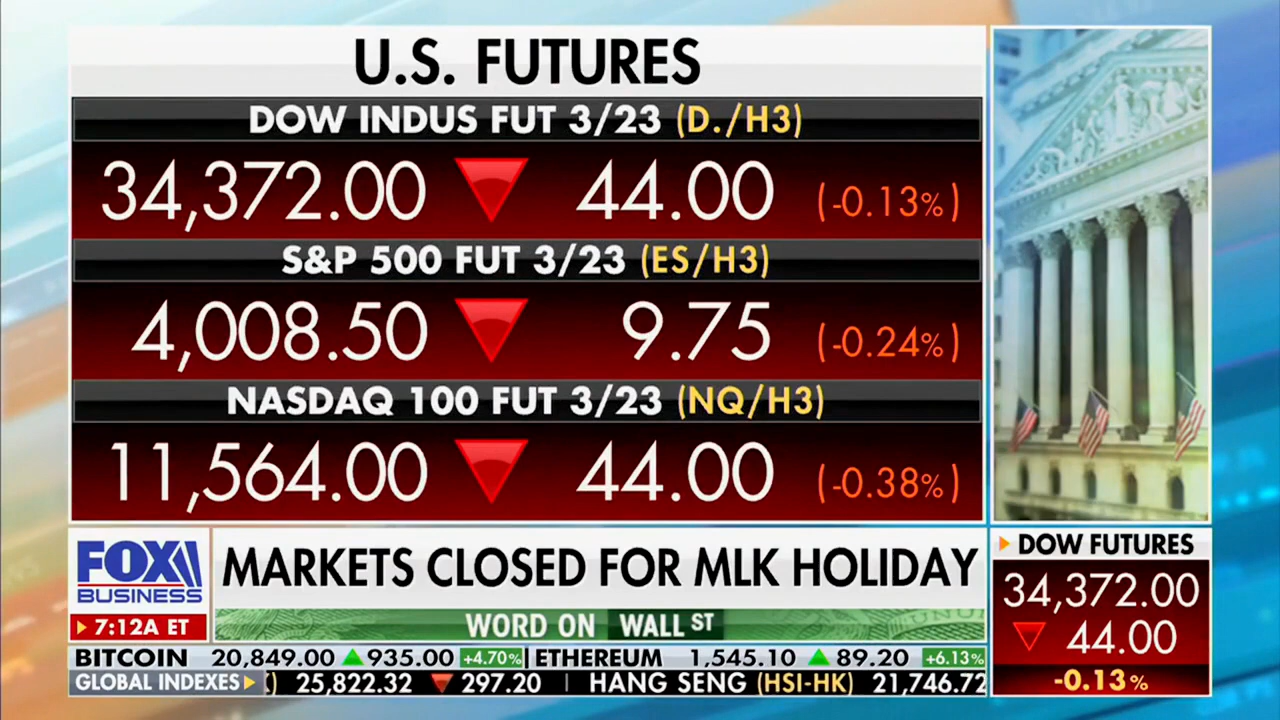 U.S. FUTURES
DOW INDUS FUT 3/23 (D./H3)
34,372.00 44.00 (-0.13%)
S&P 500 FUT 3/23 (ES/H3)
4,008.50 9.75 (-0.24%)
NASDAQ 100 FUT 3/23 (NQ/H3)
11,564.00 44.00 (-0.38%)
FOX
BUSINESS
7:12A ET
MARKETS CLOSED FOR MLK HOLIDAY
WORD ON WALL ST
DOW FUTURES
34,372.00
44.00
-0.13%
BITCOIN 20,849.00 935.00 +4.70% ETHEREUM 1,545.10 89.20 +6.13%
GLOBAL INDEXES ) 25,822.32 297.20 | HANG SENG (HSI-HK) 21,746.72